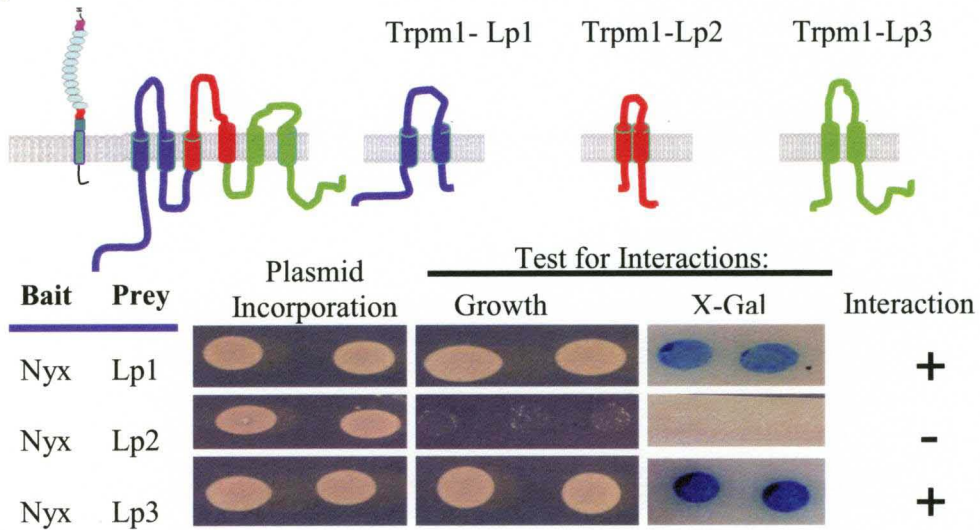 Trpm1- Lp1 Trpm1-Lp2 Trpm1-Lp3
Test for Interactions:
Plasmid
Bait Prey Incorporation Growth X-Gal Interaction
Nyx Lp1 +
Nyx Lp2 -
Nyx Lp3 +